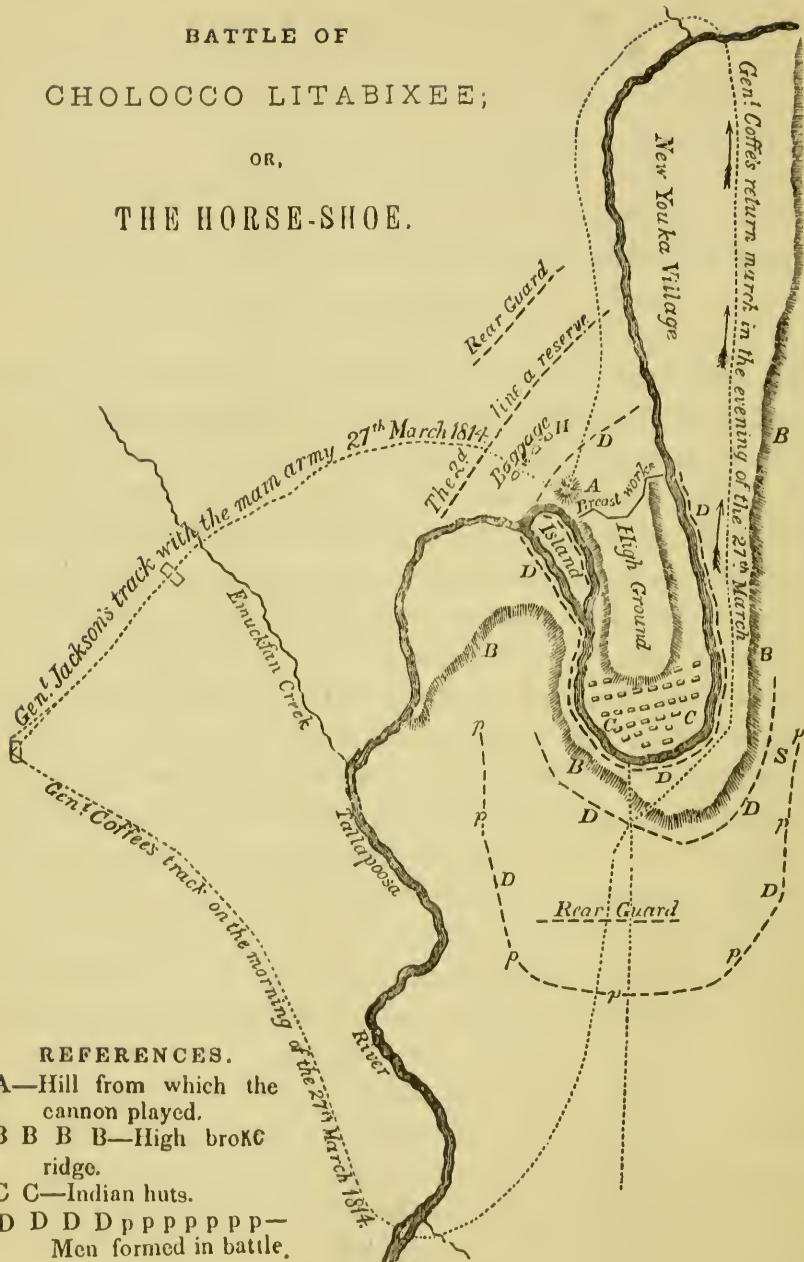 BATTLE OF
CHOLOCCO LITABIXEE;
OR,
THE HORSE-SHOE.
Gen! Coffe's return march in the evening of the 27th March
New Youka Village
Rear Guard
The 2d line a reserve
Baggage
H
D
A
Breast work
Island
High Ground
D
D
B
Gen! Jackson's track with the main army 27th March 1814.
Emuckfan Creek
B
B
C
C
D
B
D
D
S
p
p
p
p
D
D
Rear Guard
p
p
p
Gen! Coffee's track on the morning of the 27th March 1814.
Tallapoosa
River
REFERENCES.
A—Hill from which the
cannon played.
B B B B—High broKC
ridge.
C C—Indian huts.
D D D D p p p p p p p—
Men formed in battle.